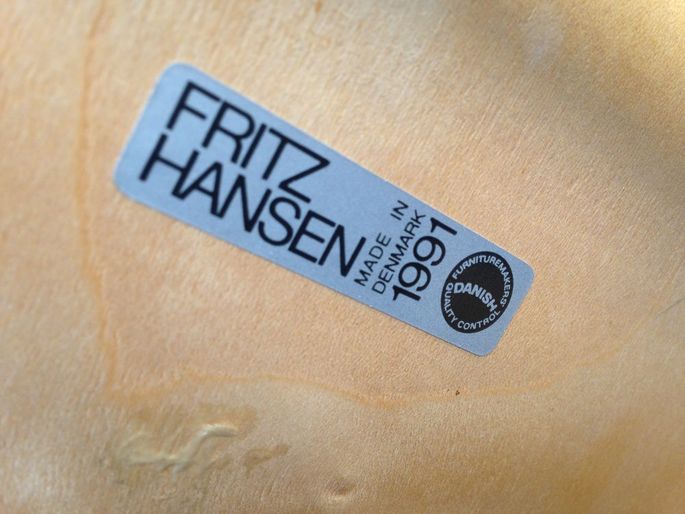 FRITZ
HANSEN
MADE IN
DENMARK
1991
FURNITUREMAKERS
DANISH
QUALITY CONTROL